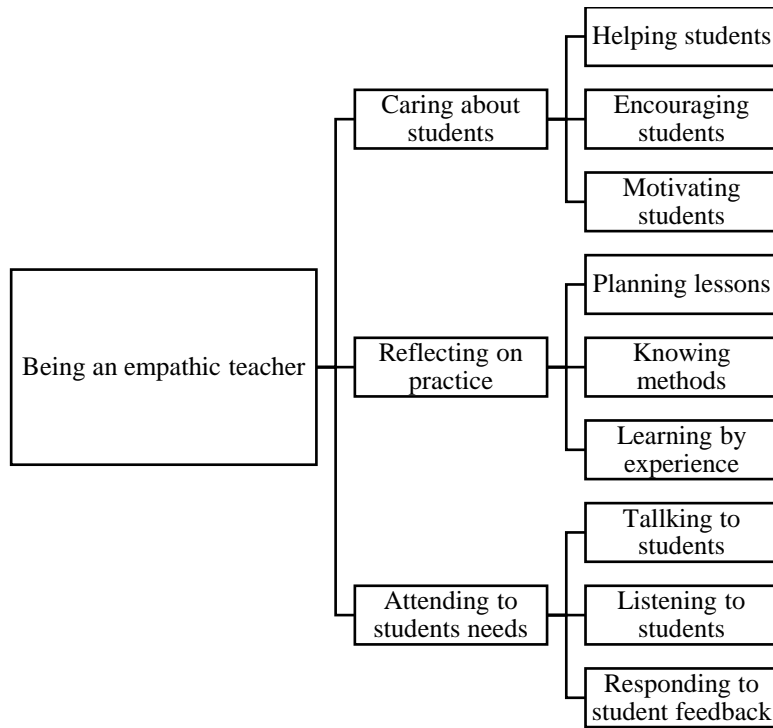 Being an empathic teacher
Caring about
students
Helping students
Encouraging
students
Motivating
students
Reflecting on
practice
Planning lessons
Knowing
methods
Learning by
experience
Attending to
students needs
Tallking to
students
Listening to
students
Responding to
student feedback